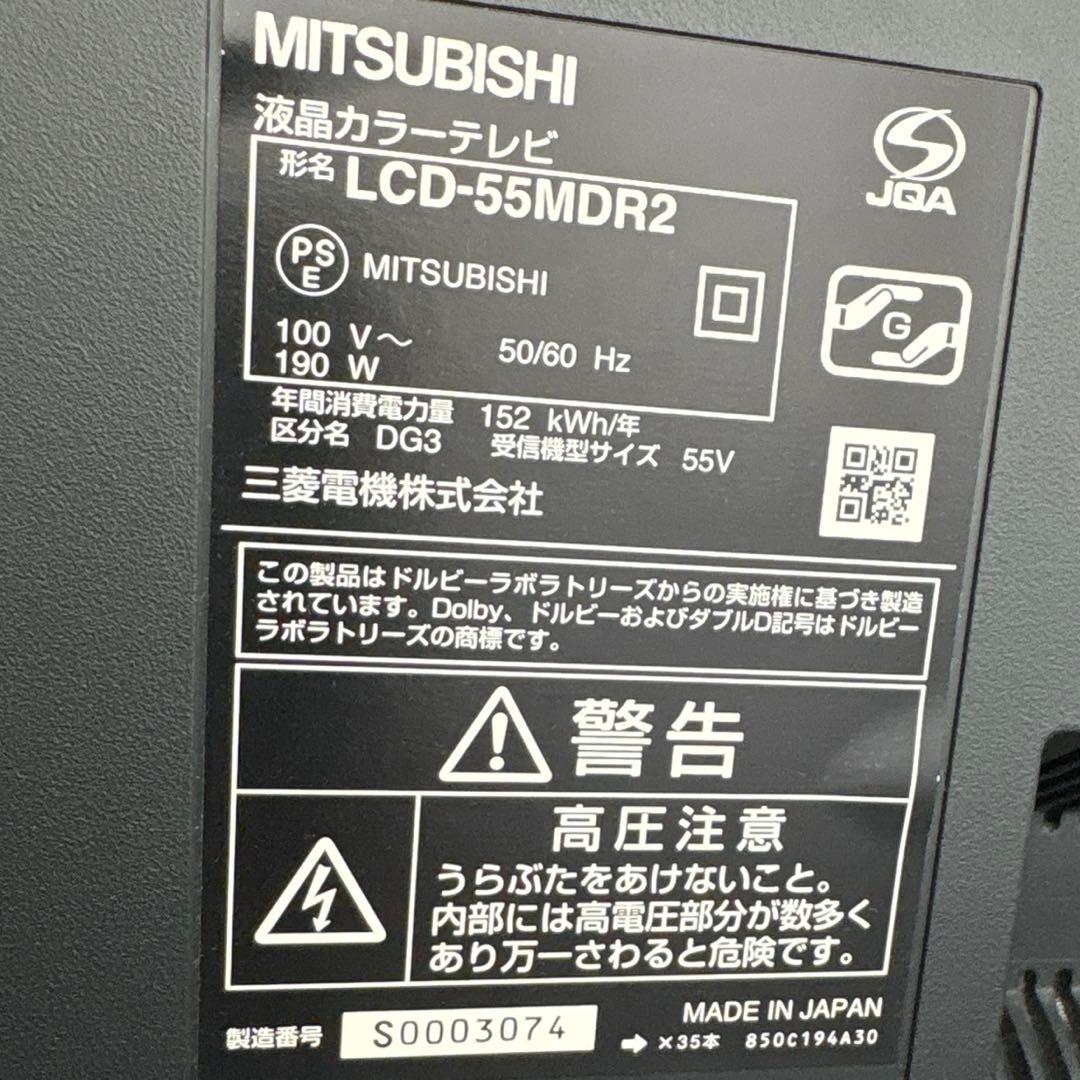 MITSUBISHI
液晶カラーテレビ
JQA
形名 LCD-55MDR2
PS
E
MITSUBISHI
G
100 V～
190 W
50/60 Hz
年間消費電力量 152 kWh/年
区分名 DG3 受信機型サイズ 55V
三菱電機株式会社
この製品はドルビーラボラトリーズからの実施権に基づき製造
されています。Dolby、ドルビーおよびダブルD記号はドルビー
ラボラトリーズの商標です。
警告
高圧注意
うらぶたをあけないこと。
内部には高電圧部分が数多く
あり万一さわると危険です。
MADE IN JAPAN
製造番号 S0003074 ➡ ×35本 850C194A30